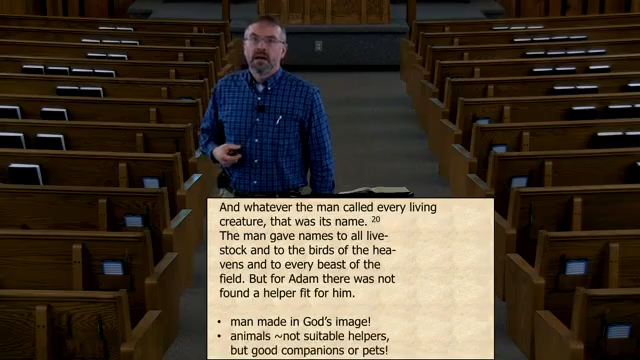 And whatever the man called every living
creature, that was its name. 20
The man gave names to all live-
stock and to the birds of the hea-
vens and to every beast of the
field. But for Adam there was not
found a helper fit for him.
• man made in God's image!
• animals ~not suitable helpers,
but good companions or pets!